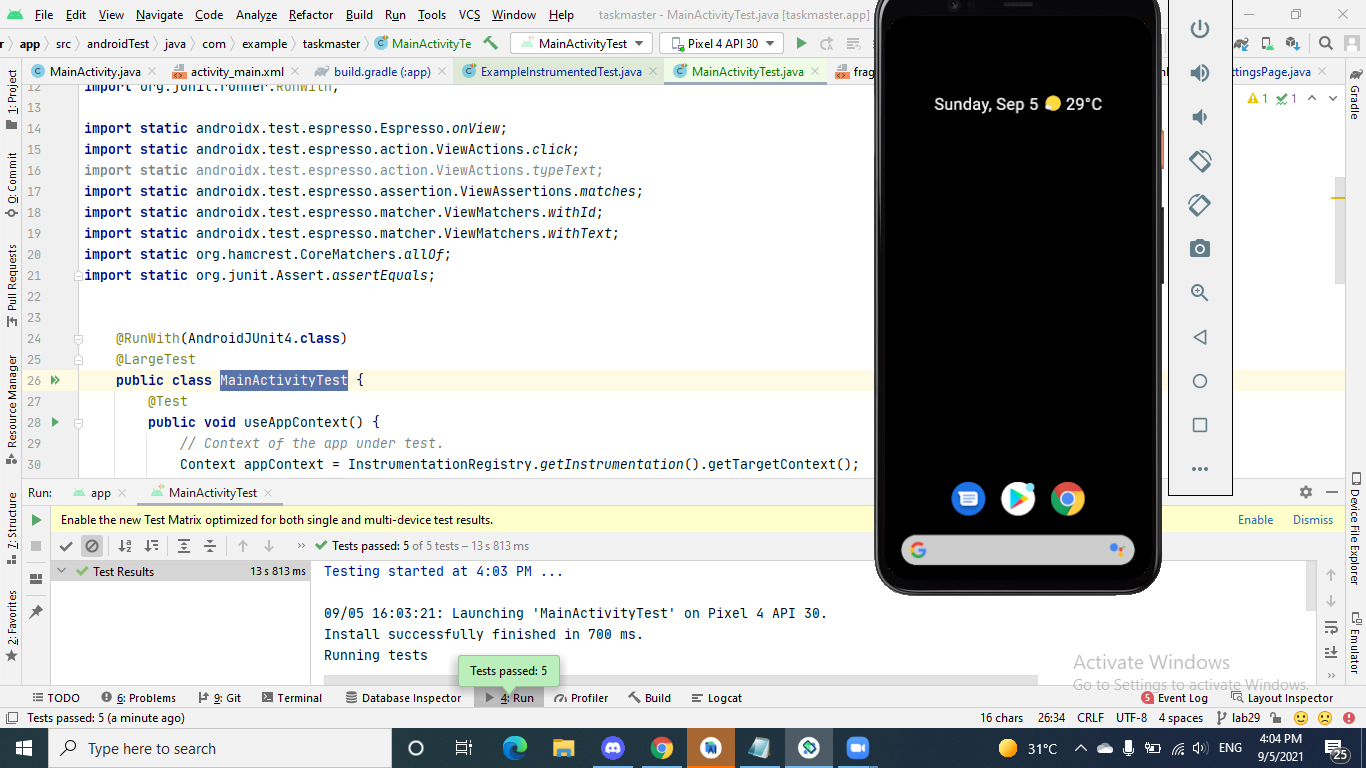 File Edit View Navigate Code Analyze Refactor Build Run Tools VCS Window Help taskmaster - MainActivityTest.java [taskmaster.app]
app src androidTest java com example taskmaster MainActivityTe MainActivityTest Pixel 4 API 30
MainActivity.java activity_main.xml build.gradle (:app) ExampleInstrumentedTest.java MainActivityTest.java frag ttingsPage.java
1: Project
0: Commit
Pull Requests
Resource Manager
7: Structure
2: Favorites
1 1
12 import org.junit.runner.RunWith;
13
14 import static androidx.test.espresso.Espresso.onView;
15 import static androidx.test.espresso.action.ViewActions.click;
16 import static androidx.test.espresso.action.ViewActions.typeText;
17 import static androidx.test.espresso.assertion.ViewAssertions.matches;
18 import static androidx.test.espresso.matcher.ViewMatchers.withId;
19 import static androidx.test.espresso.matcher.ViewMatchers.withText;
20 import static org.hamcrest.CoreMatchers.allOf;
21 import static org.junit.Assert.assertEquals;
22
23
24 @RunWith(AndroidJUnit4.class)
25 @LargeTest
26 public class MainActivityTest {
27 @Test
28 public void useAppContext() {
29 // Context of the app under test.
30 Context appContext = InstrumentationRegistry.getInstrumentation().getTargetContext();
Sunday, Sep 5 29°C
Gradle
Device File Explorer
Emulator
Run: app MainActivityTest
Enable the new Test Matrix optimized for both single and multi-device test results. Enable Dismiss
Tests passed: 5 of 5 tests – 13 s 813 ms
Test Results 13 s 813 ms
Testing started at 4:03 PM ...
09/05 16:03:21: Launching 'MainActivityTest' on Pixel 4 API 30.
Install successfully finished in 700 ms.
Running tests
Tests passed: 5
Activate Windows
Go to Settings to activate Windows.
TODO 6: Problems 9: Git Terminal Database Inspector 4: Run Profiler Build Logcat 5 Event Log Layout Inspector
Tests passed: 5 (a minute ago) 16 chars 26:34 CRLF UTF-8 4 spaces lab29
Type here to search 31°C ENG 4:04 PM
9/5/2021 25